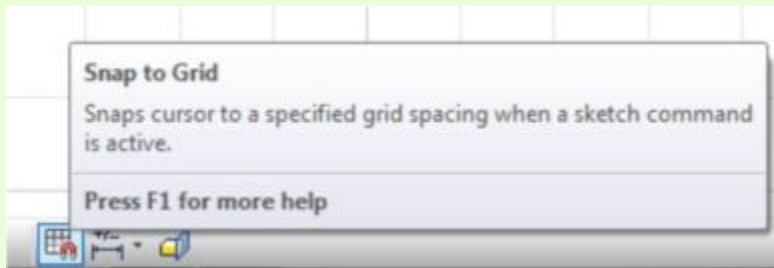 Snap to Grid
Snaps cursor to a specified grid spacing when a sketch command
is active.
Press F1 for more help